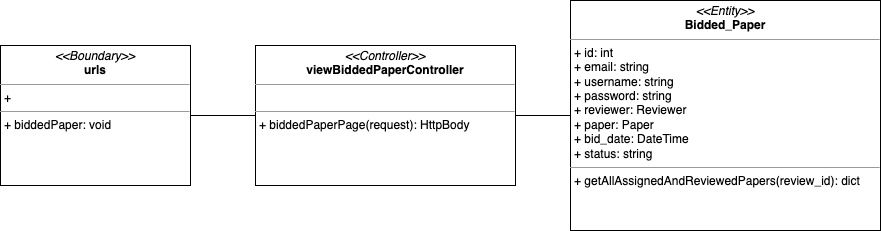 <<Boundary>>
urls
+
+ biddedPaper: void
<<Controller>>
viewBiddedPaperController
+ biddedPaperPage(request): HttpBody
<<Entity>>
Bidded_Paper
+ id: int
+ email: string
+ username: string
+ password: string
+ reviewer: Reviewer
+ paper: Paper
+ bid_date: DateTime
+ status: string
+ getAllAssignedAndReviewedPapers(review_id): dict